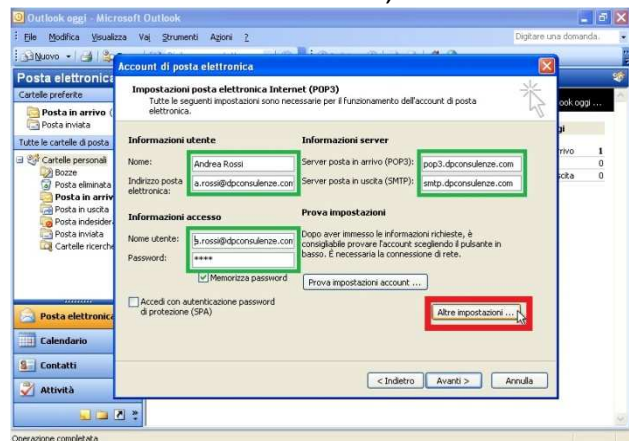 Outlook oggi - Microsoft Outlook
File Modifica Visualizza Vai Strumenti Azioni ?
Digitare una domanda.
Nuovo
Posta elettronica
Cartelle preferite
Posta in arrivo (
Posta inviata
Tutte le cartelle di posta
Cartelle personali
Bozze
Posta eliminata
Posta in arriv
Posta in uscita
Posta indesider
Posta inviata
Cartelle ricerche
Posta elettronica
Calendario
Contatti
Attività
Operazione completata
ook oggi ...
gi
rrivo 1
0
scita 0
Account di posta elettronica
Impostazioni posta elettronica Internet (POP3)
Tutte le seguenti impostazioni sono necessarie per il funzionamento dell'account di posta
elettronica.
Informazioni utente
Nome: Andrea Rossi
Indirizzo posta elettronica: a.rossi@dpconsulenze.con
Informazioni server
Server posta in arrivo (POP3): pop3.dpconsulenze.com
Server posta in uscita (SMTP): smtp.dpconsulenze.com
Informazioni accesso
Nome utente: a.rossi@dpconsulenze.con
Password: ****
Memorizza password
Accedi con autenticazione password
di protezione (SPA)
Prova impostazioni
Dopo aver immesso le informazioni richieste, è
consigliabile provare l'account scegliendo il pulsante in
basso. É necessaria la connessione di rete.
Prova impostazioni account ...
Altre impostazioni ...
< Indietro Avanti > Annulla